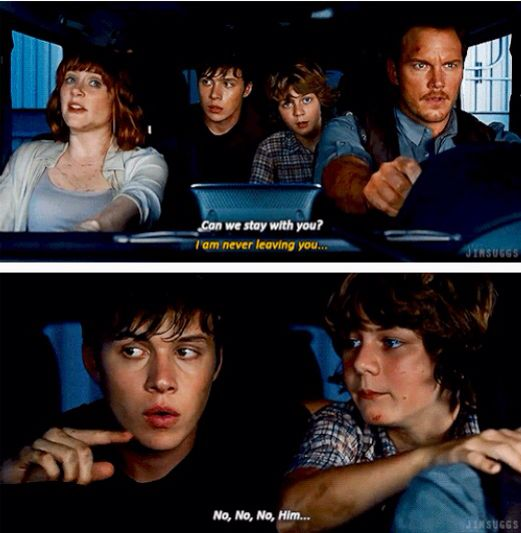 Can we stay with you?
I am never leaving you...
JIMSUGGS
No, No, No, Him...
JIMSUGGS